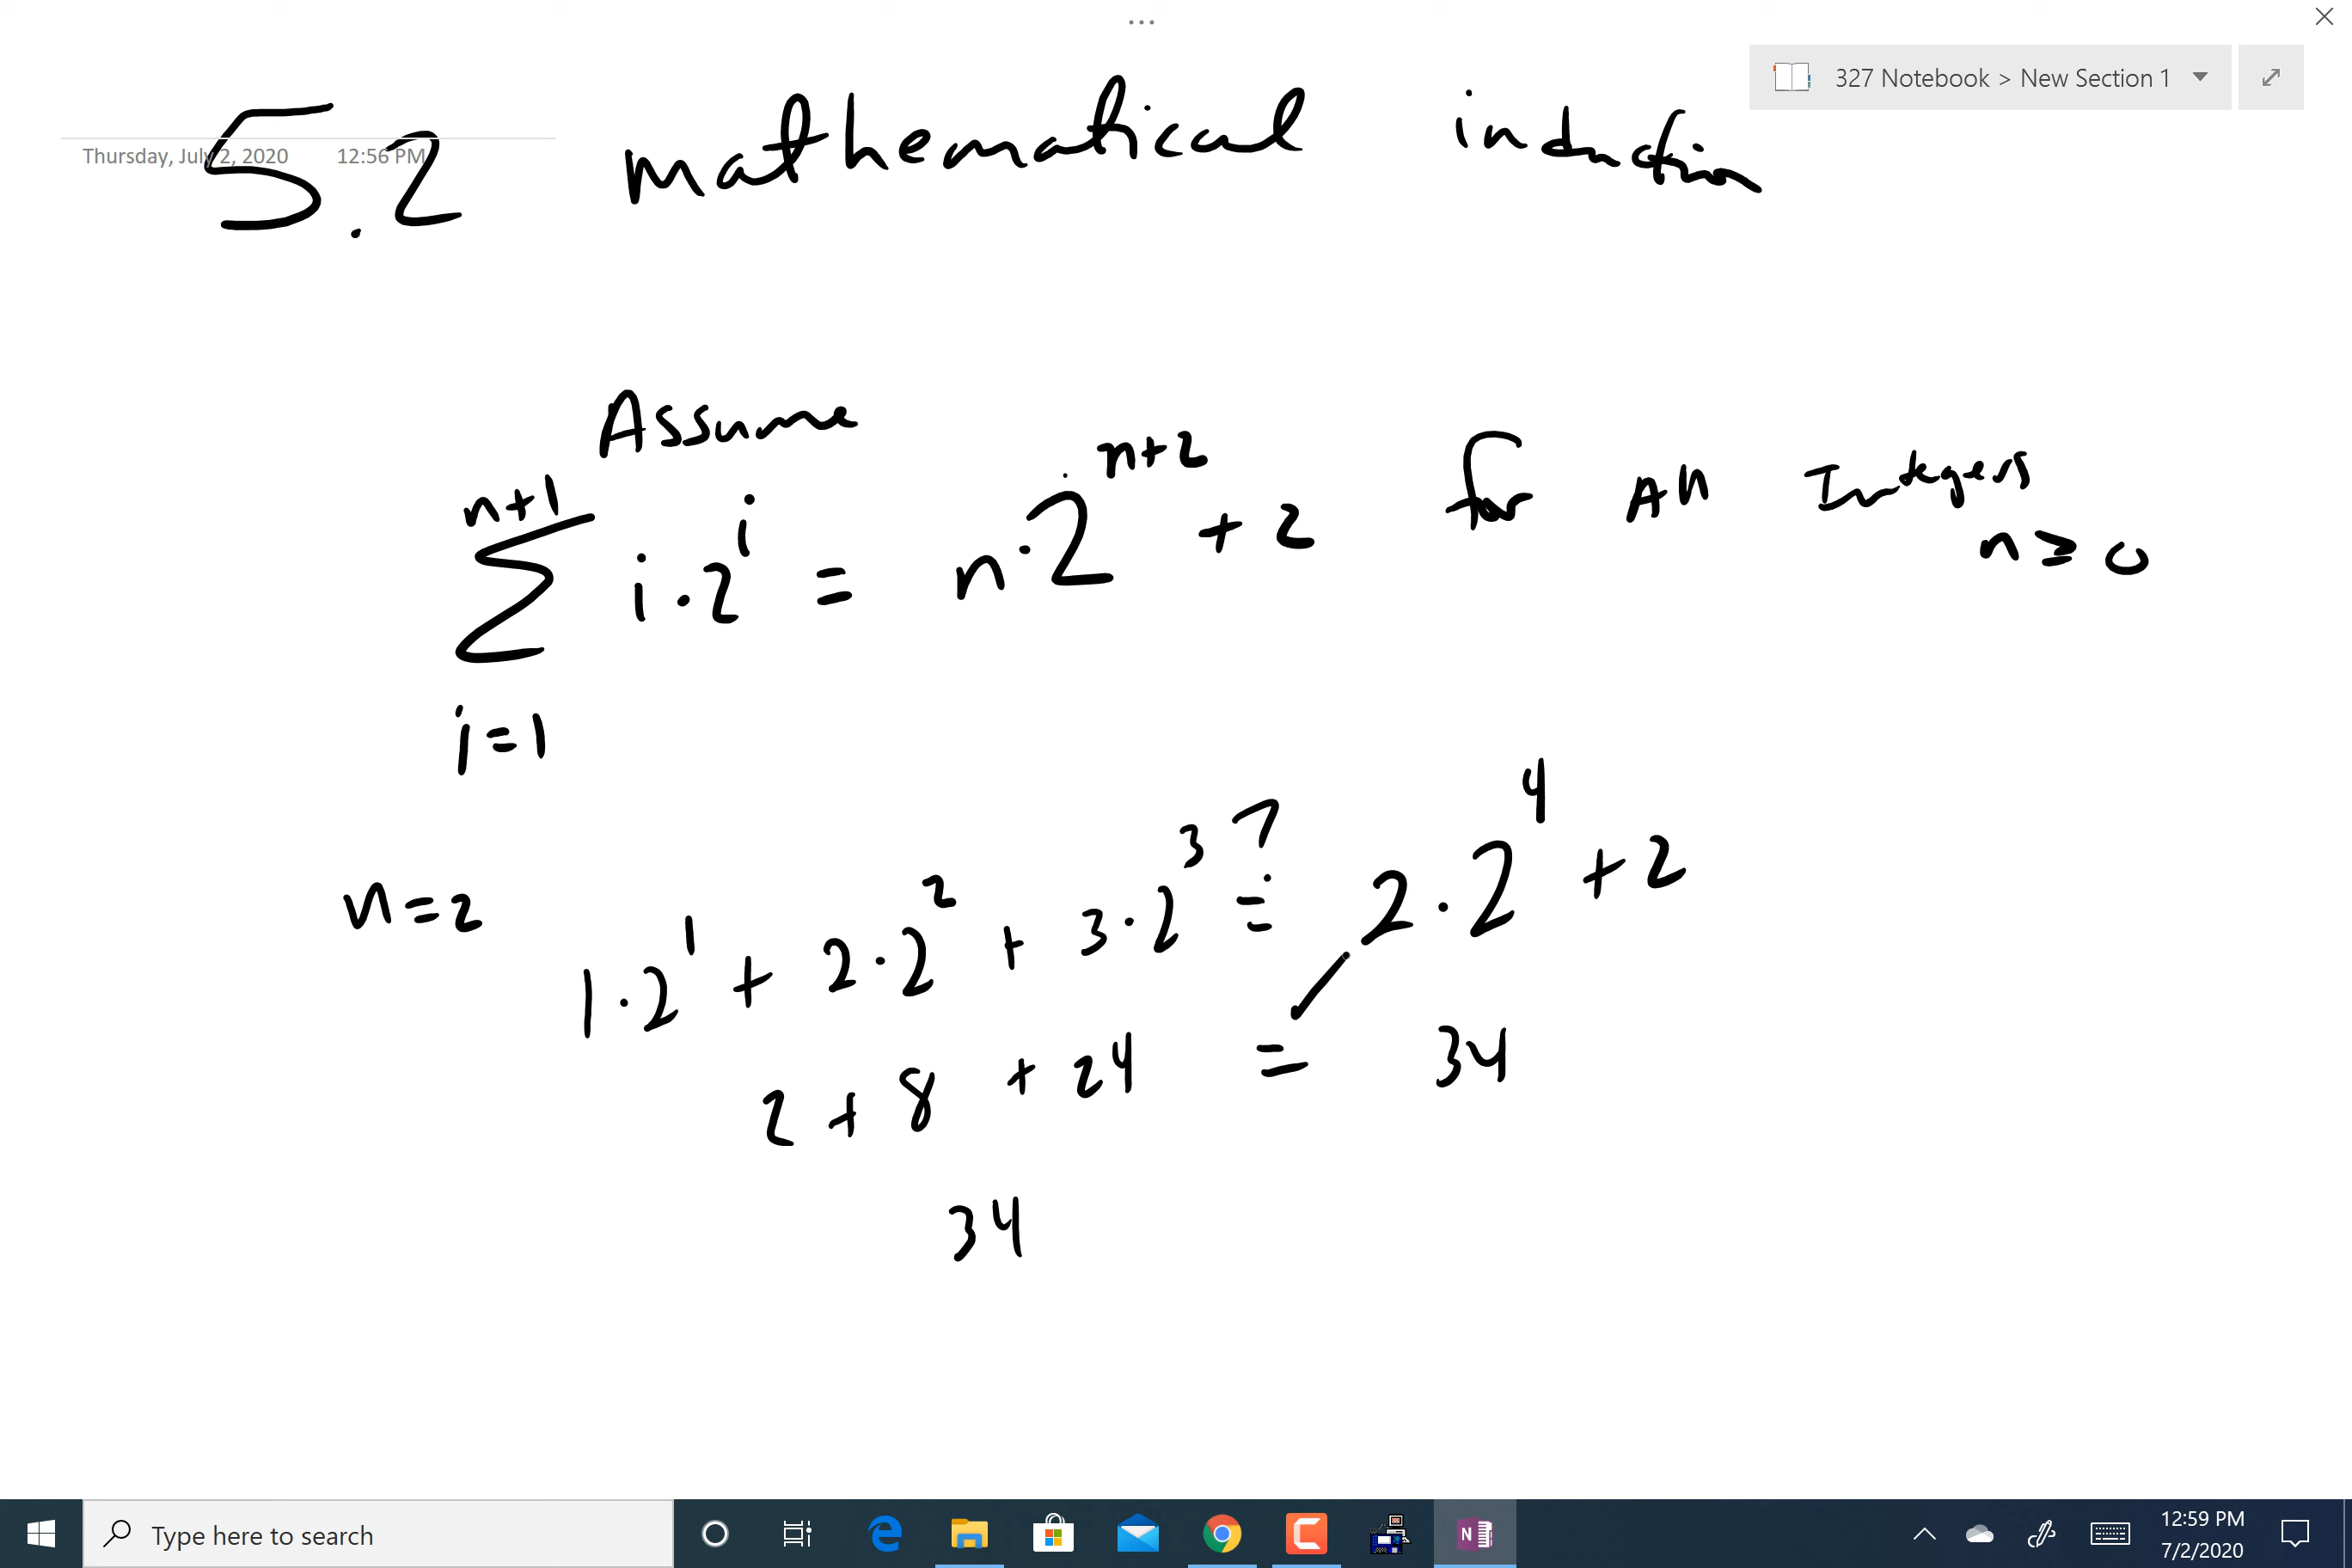 327 Notebook > New Section 1
5.2 mathematical induction
Thursday, July 2, 2020 12:56 PM
Assume
n+1
∑ i·2^i = n·2^(n+2) + 2 for All Integers
n ≥ 0
i=1
n=2
1·2^1 + 2·2^2 + 3·2^3 ?= 2·2^4 + 2
2 + 8 + 24 = 34
34
Type here to search
12:59 PM
7/2/2020